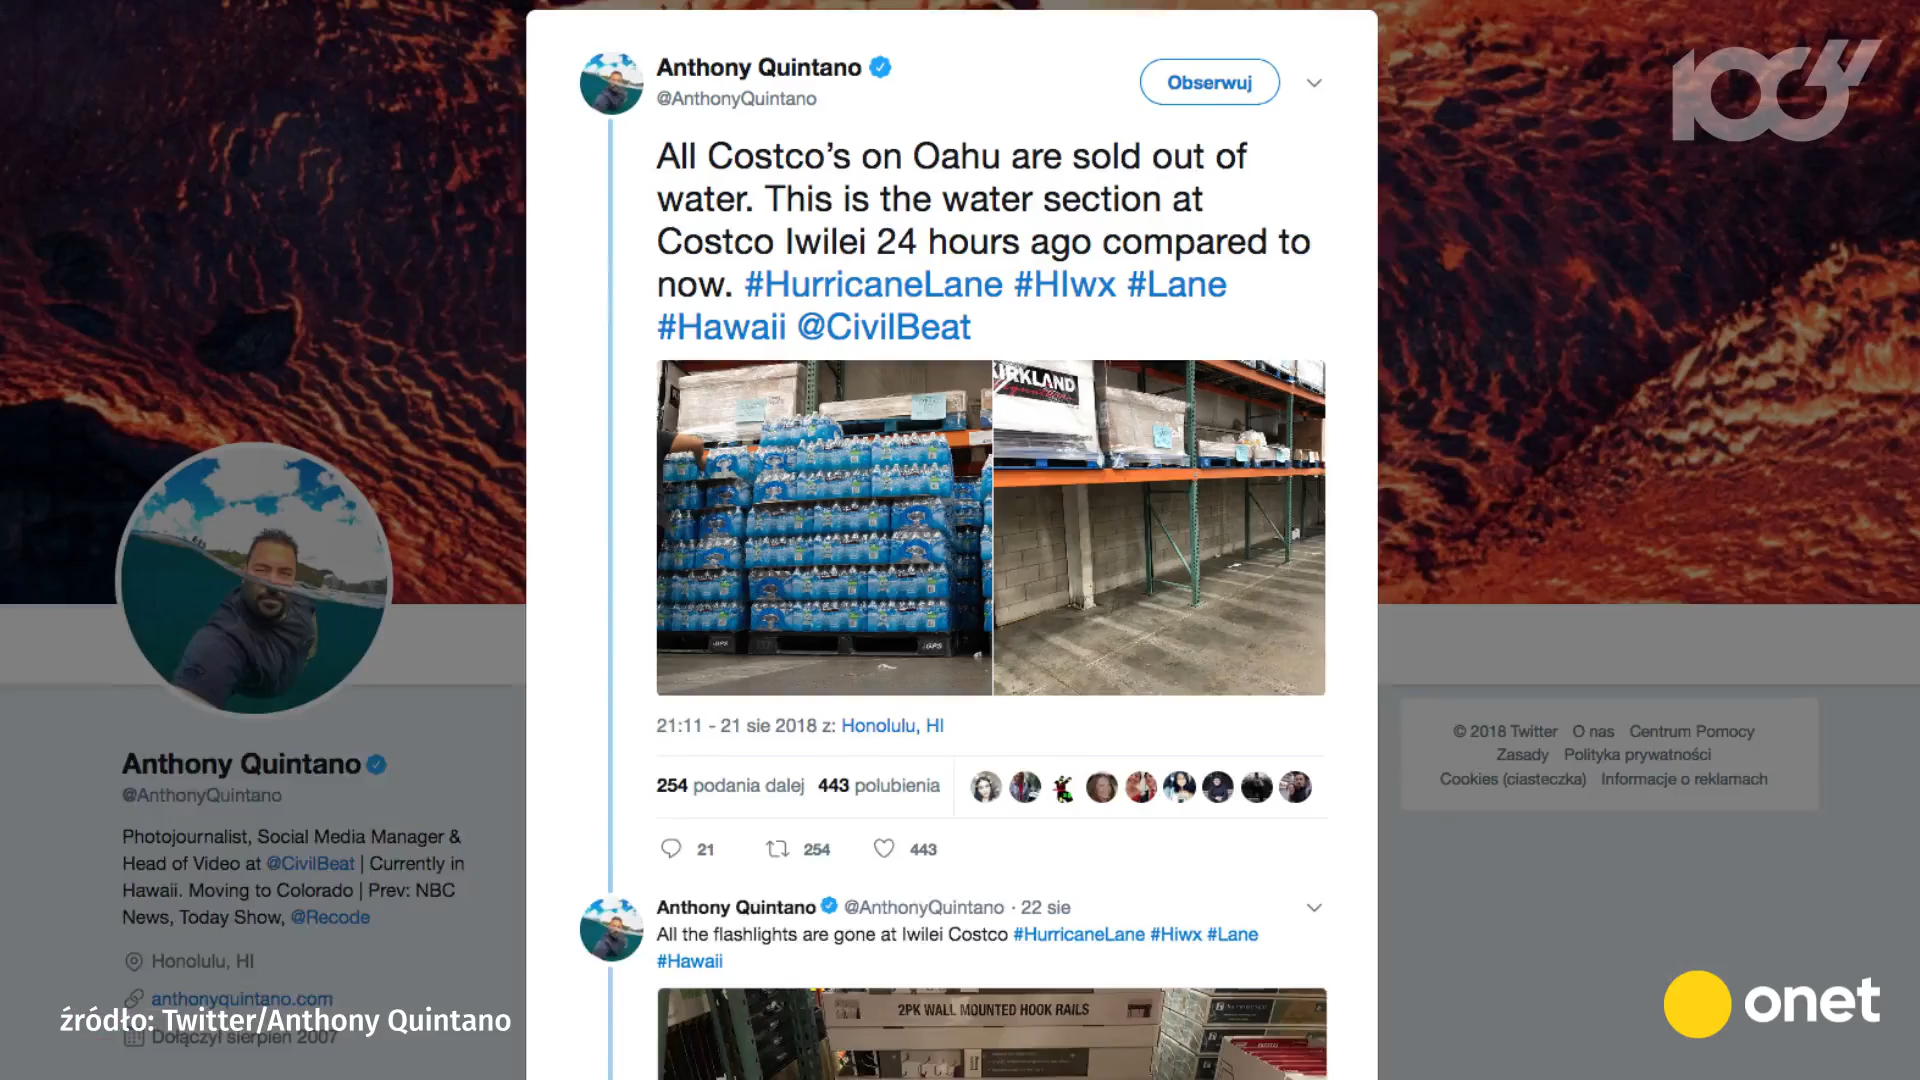 Anthony Quintano
@AnthonyQuintano
Obserwuj
100"
All Costco’s on Oahu are sold out of
water. This is the water section at
Costco Iwilei 24 hours ago compared to
now. #HurricaneLane #HIwx #Lane
#Hawaii @CivilBeat
KIRKLAND
Signature
GPS
GPS
21:11 - 21 sie 2018 z: Honolulu, HI
254 podania dalej 443 polubienia
21 254 443
Anthony Quintano @AnthonyQuintano · 22 sie
All the flashlights are gone at Iwilei Costco #HurricaneLane #Hiwx #Lane
#Hawaii
2PK WALL MOUNTED HOOK RAILS
Anthony Quintano
@AnthonyQuintano
Photojournalist, Social Media Manager &
Head of Video at @CivilBeat | Currently in
Hawaii. Moving to Colorado | Prev: NBC
News, Today Show, @Recode
Honolulu, HI
anthonyquintano.com
Dołączył sierpień 2007
źródło: Twitter/Anthony Quintano
© 2018 Twitter O nas Centrum Pomocy
Zasady Polityka prywatności
Cookies (ciasteczka) Informacje o reklamach
onet